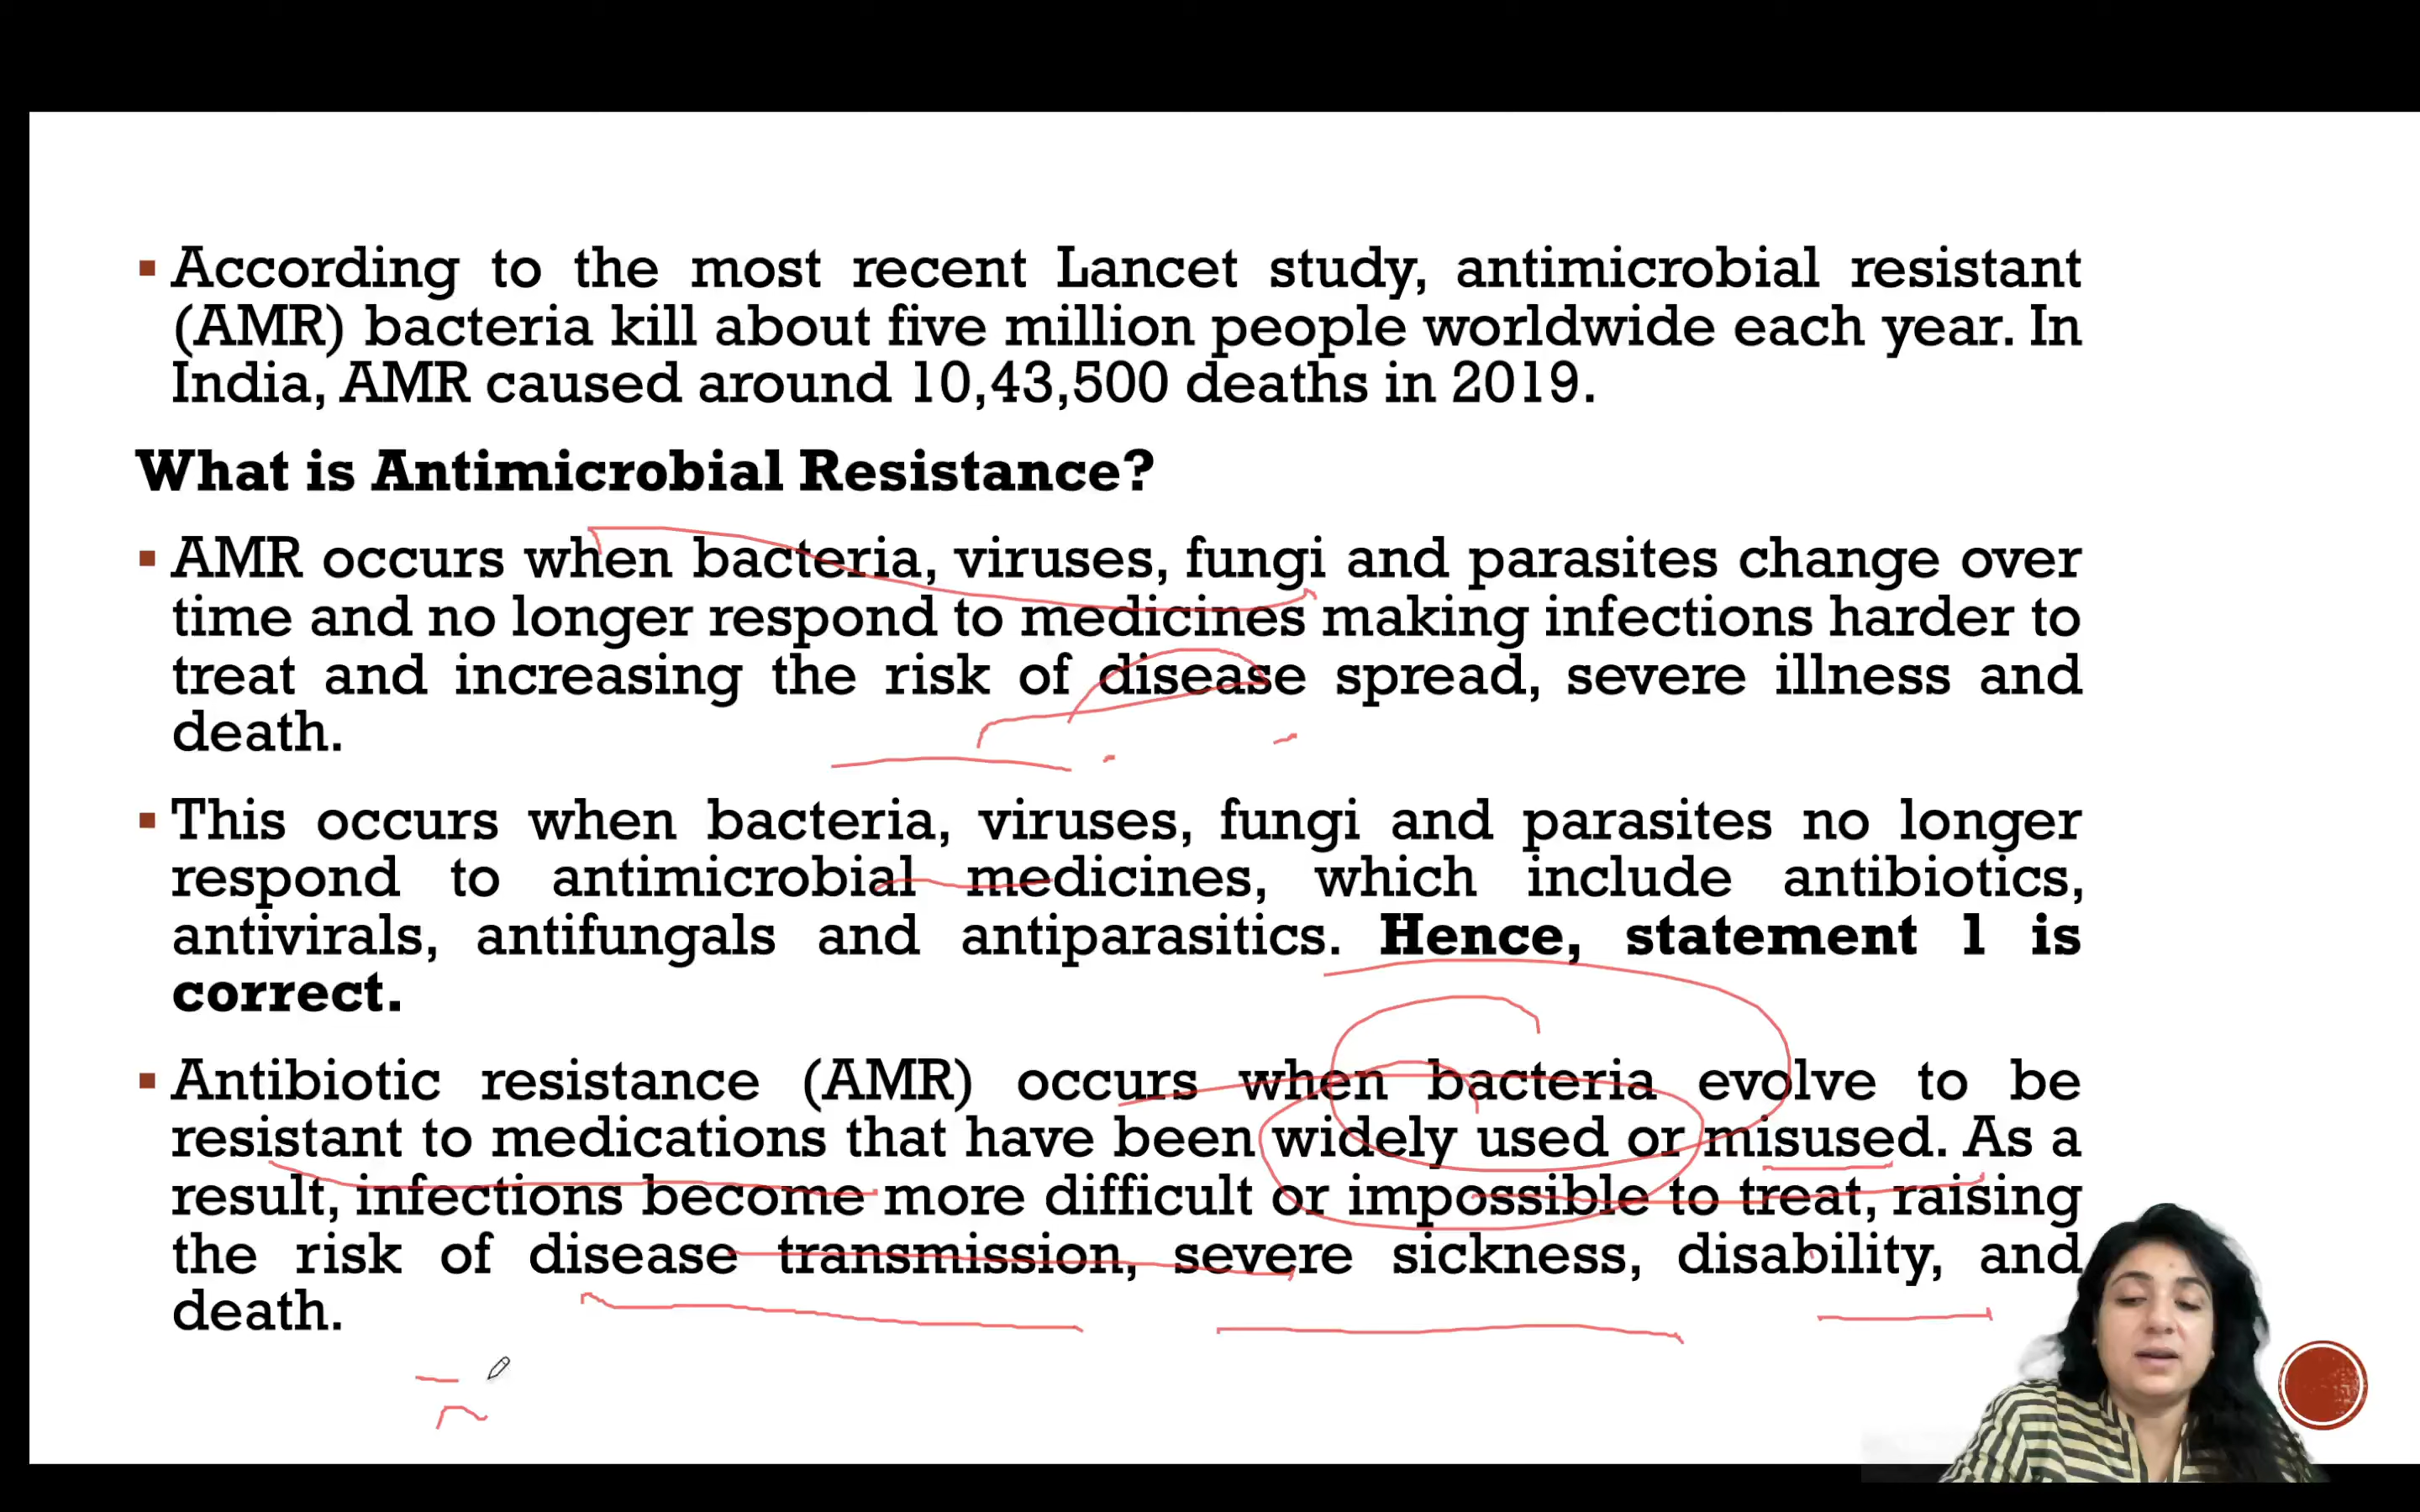 ▪ According to the most recent Lancet study, antimicrobial resistant
(AMR) bacteria kill about five million people worldwide each year. In
India, AMR caused around 10,43,500 deaths in 2019.
What is Antimicrobial Resistance?
▪ AMR occurs when bacteria, viruses, fungi and parasites change over
time and no longer respond to medicines making infections harder to
treat and increasing the risk of disease spread, severe illness and
death.
▪ This occurs when bacteria, viruses, fungi and parasites no longer
respond to antimicrobial medicines, which include antibiotics,
antivirals, antifungals and antiparasitics. Hence, statement 1 is
correct.
▪ Antibiotic resistance (AMR) occurs when bacteria evolve to be
resistant to medications that have been widely used or misused. As a
result, infections become more difficult or impossible to treat, raising
the risk of disease transmission, severe sickness, disability, and
death.